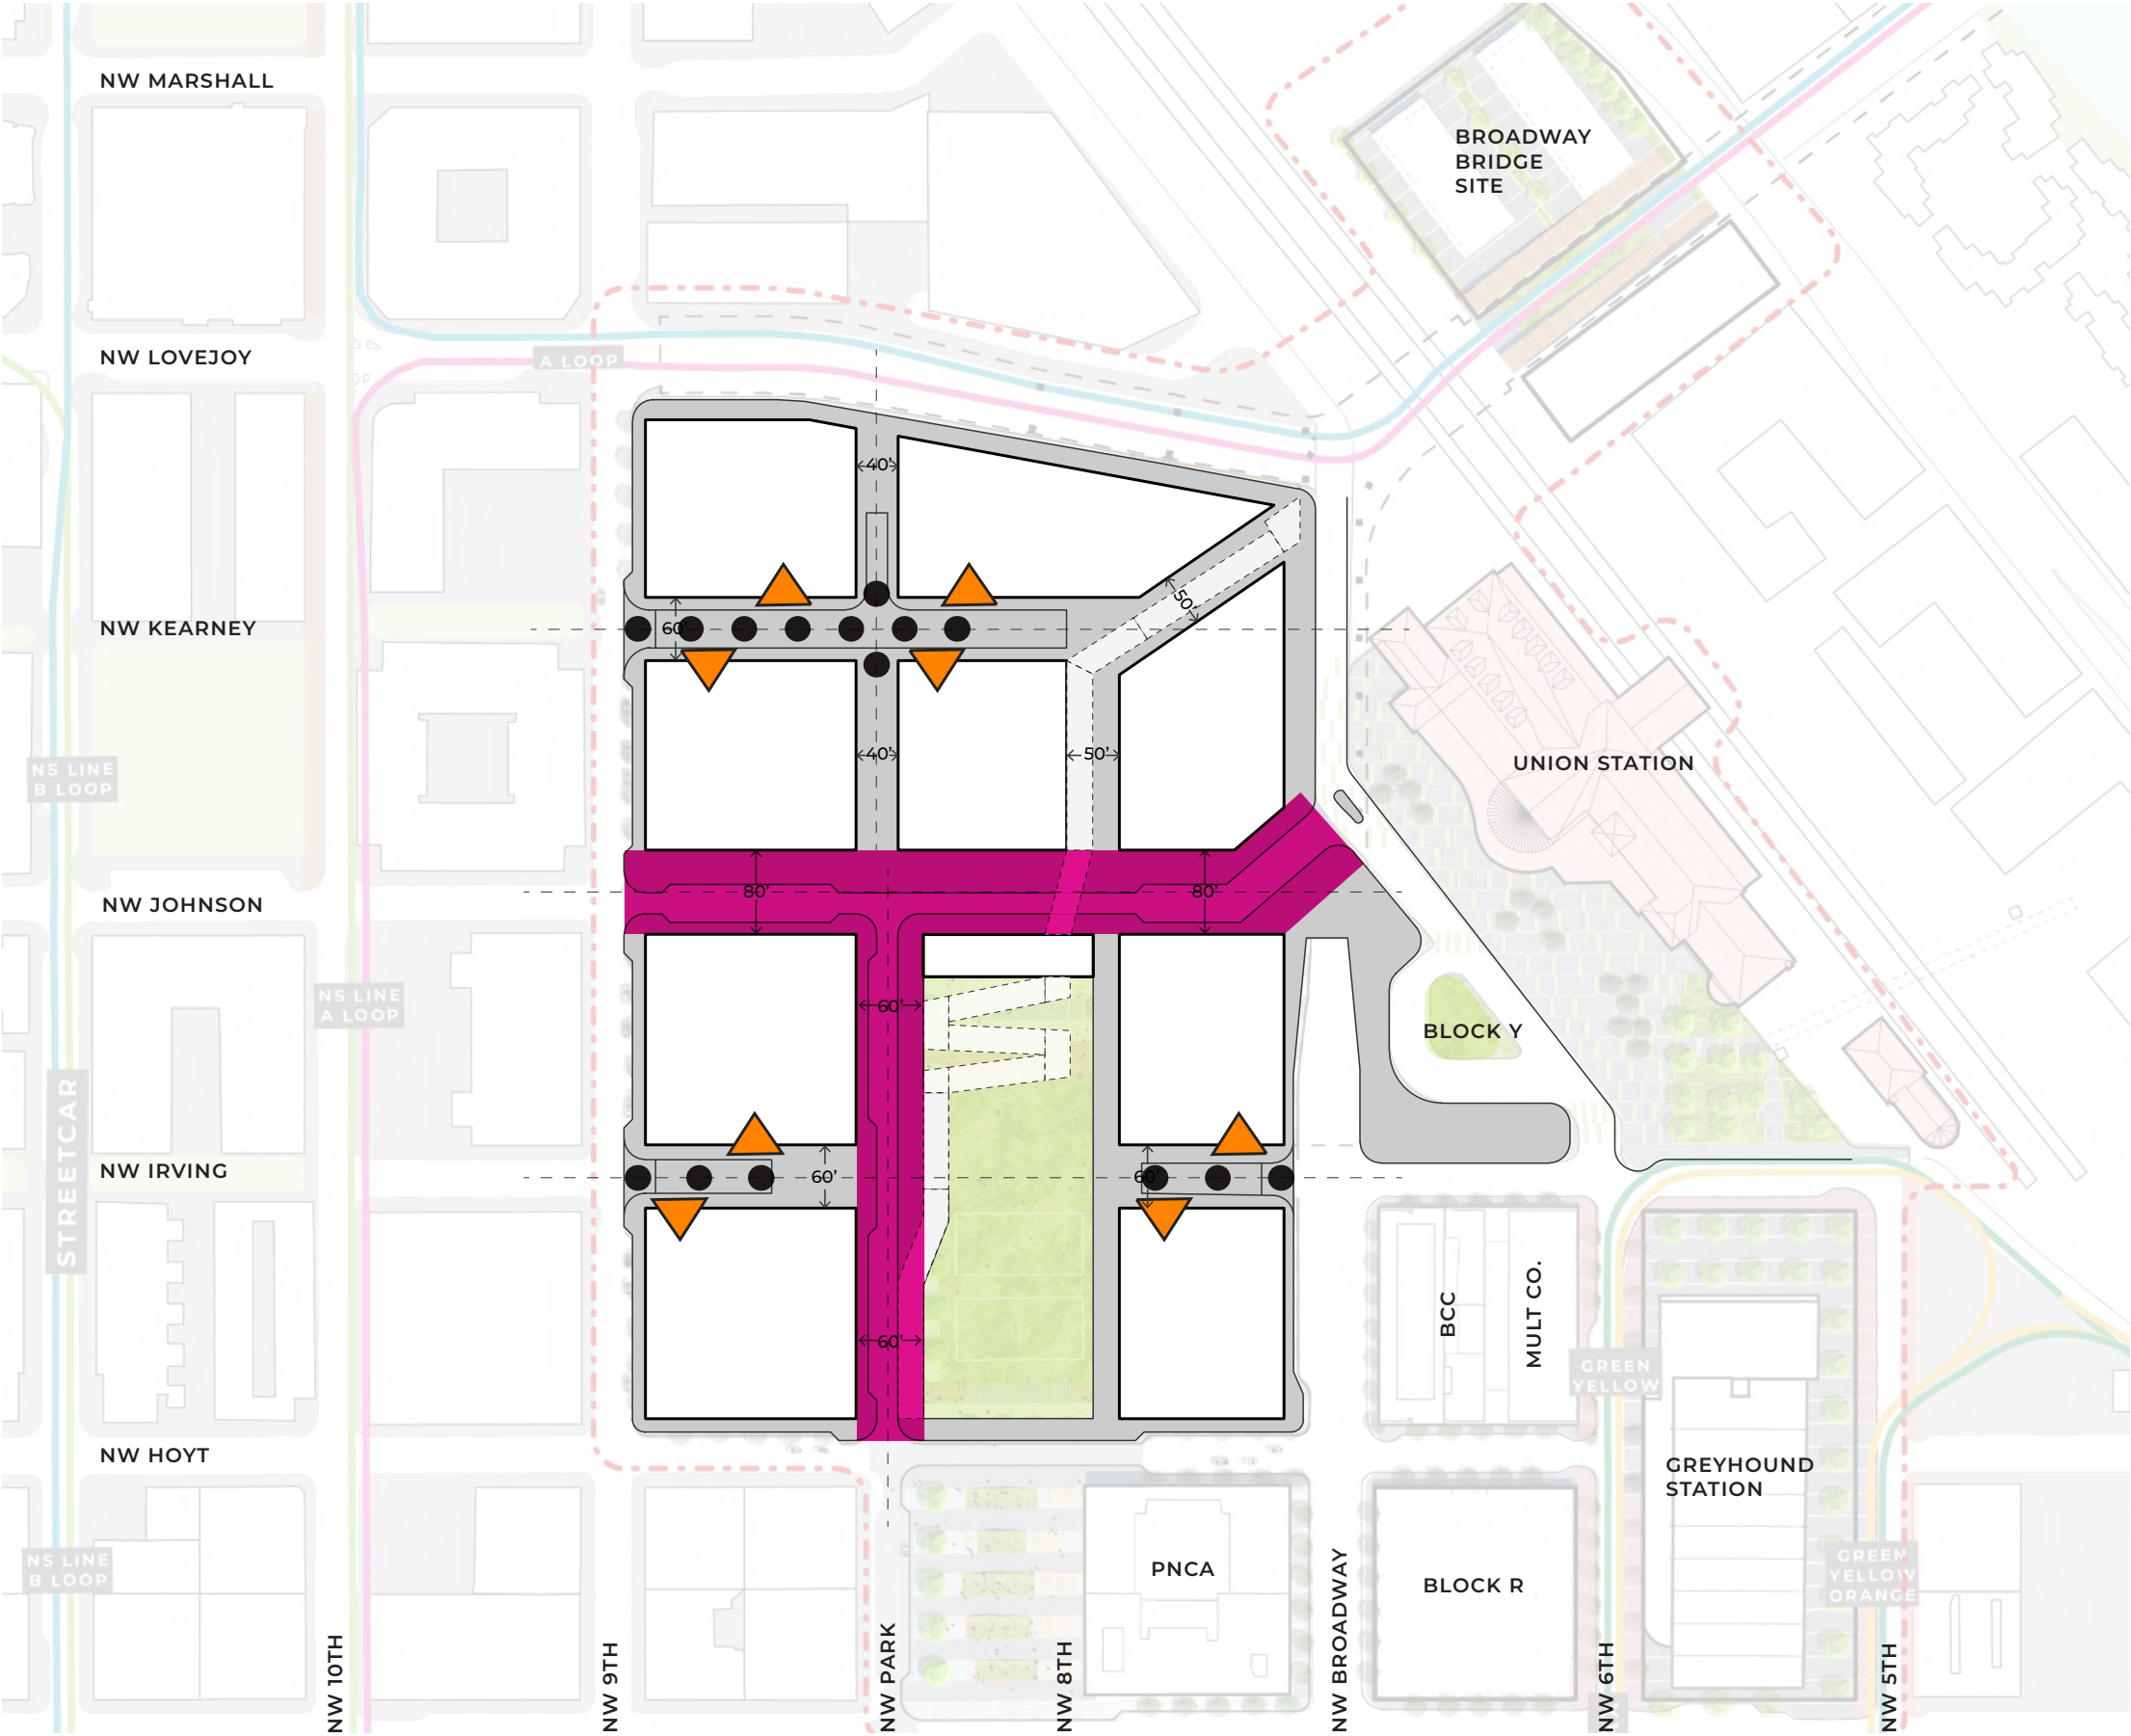 NW MARSHALL
BROADWAY
BRIDGE
SITE
NW LOVEJOY
A LOOP
40'
50'
NW KEARNEY
60'
40'
50'
UNION STATION
NS LINE
B LOOP
80'
80'
NW JOHNSON
NS LINE
A LOOP
60'
BLOCK Y
STREETCAR
NW IRVING
60'
60'
BCC
MULT CO.
60'
GREEN
YELLOW
NW HOYT
GREYHOUND
STATION
NS LINE
B LOOP
PNCA
BLOCK R
GREEN
YELLOW
ORANGE
NW 10TH
NW 9TH
NW PARK
NW 8TH
NW BROADWAY
NW 6TH
NW 5TH